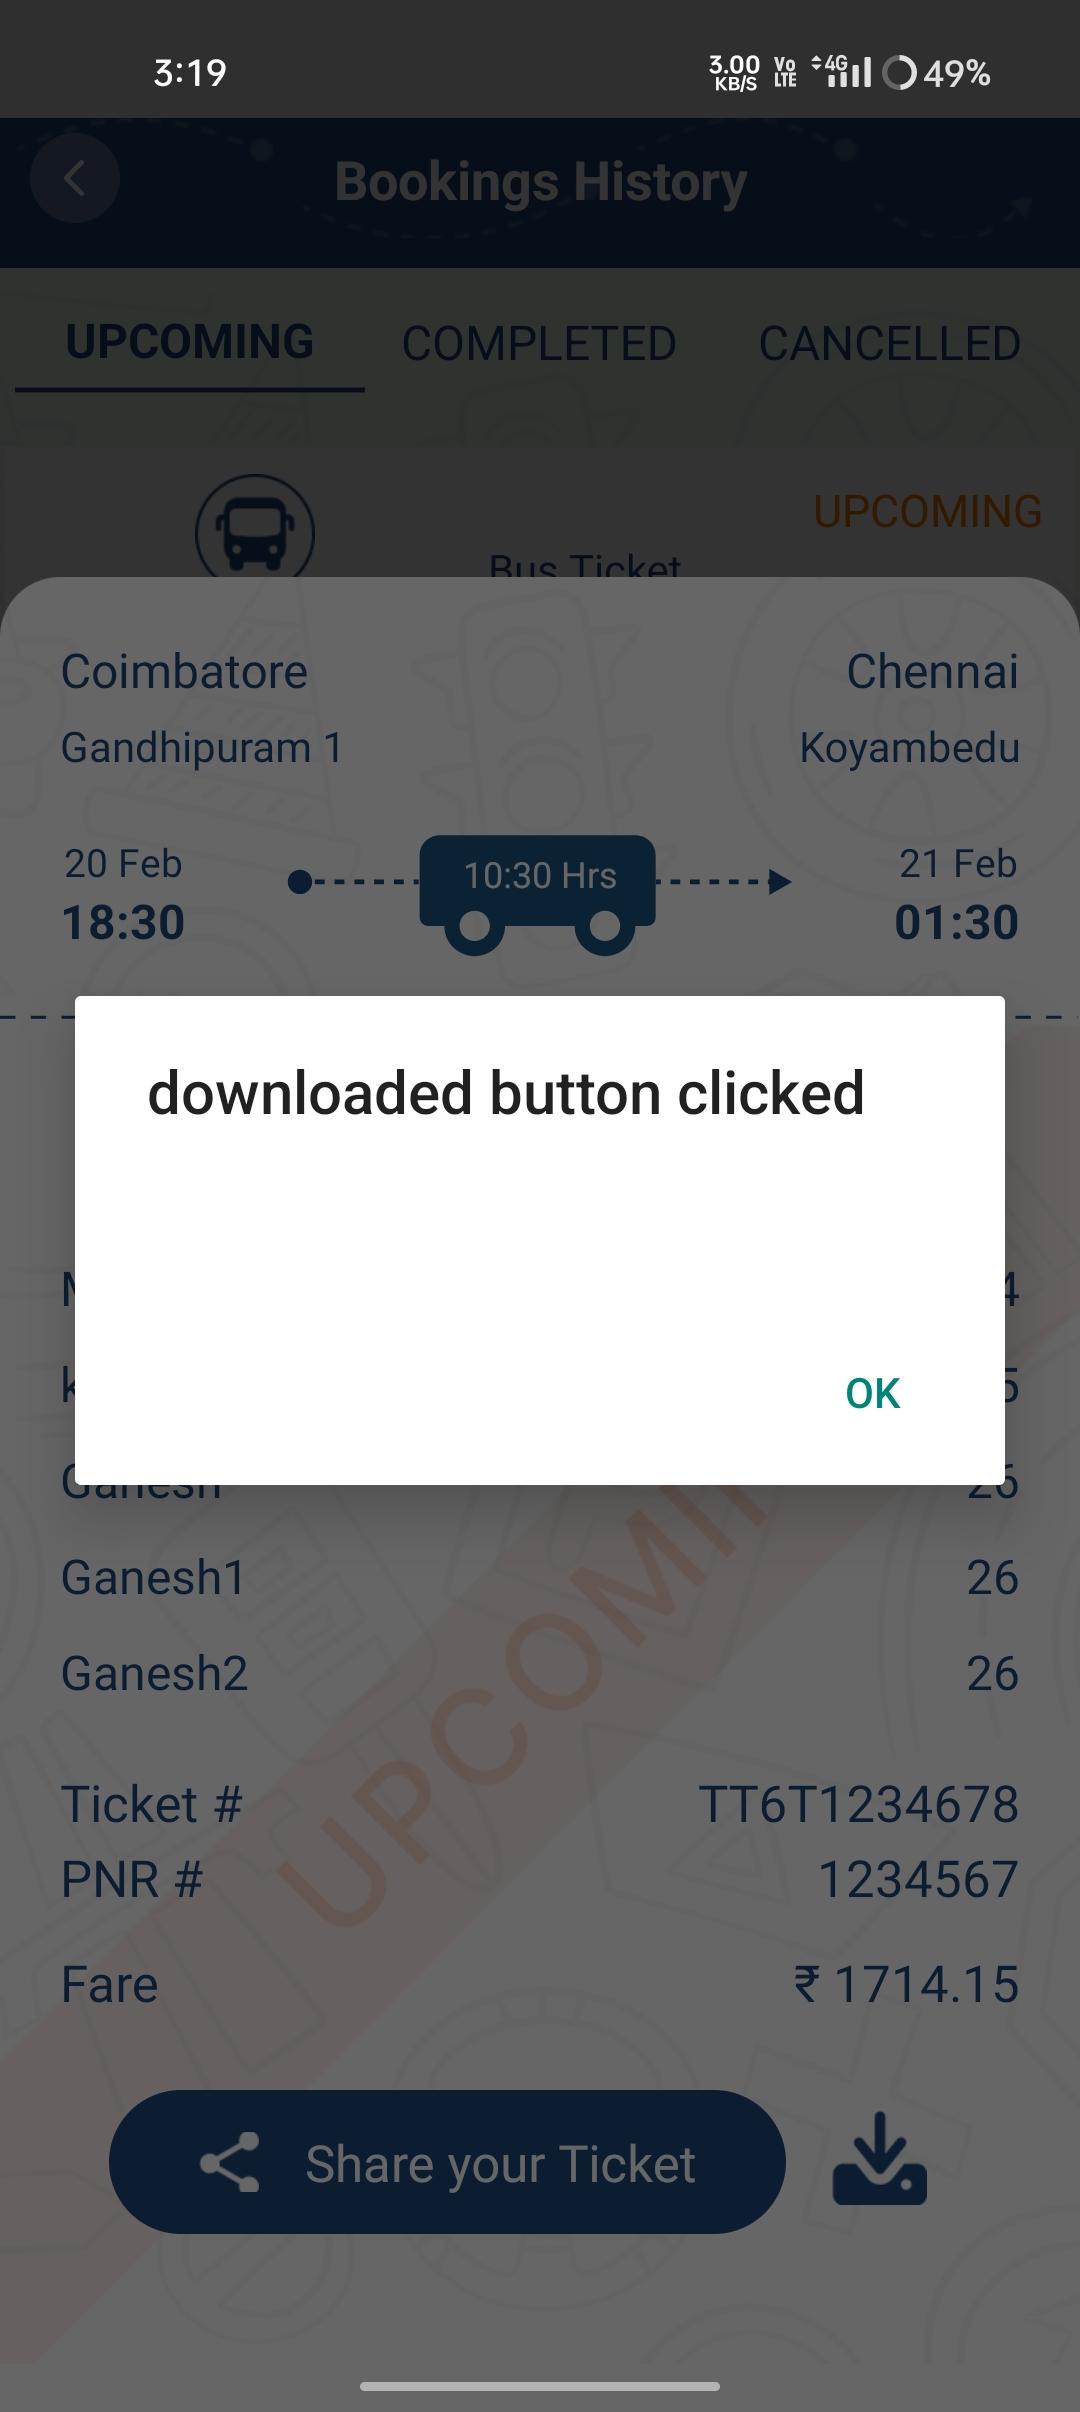 3:19
3.00 KB/S Vo LTE 4G 49%
Bookings History
UPCOMING COMPLETED CANCELLED
UPCOMING
Bus Ticket
Coimbatore Chennai
Gandhipuram 1 Koyambedu
20 Feb 10:30 Hrs 21 Feb
18:30 01:30
downloaded button clicked
OK
Ganesh 26
Ganesh1 26
Ganesh2 26
Ticket # TT6T1234678
PNR # 1234567
Fare ₹ 1714.15
Share your Ticket